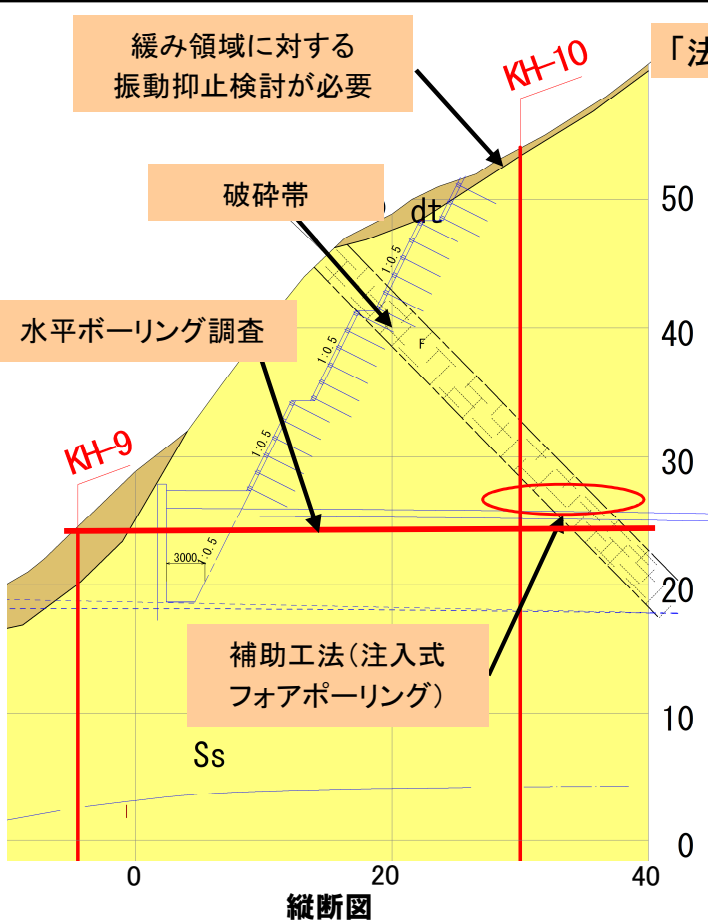 緩み領域に対する
振動抑止検討が必要
KH-10
「法
破砕帯
dt
50
1:0.5
水平ボーリング調査
40
F
1:0.5
KH-9
1:0.5
30
3000
1:0.5
20
補助工法(注入式
フォアポーリング)
10
Ss
0
0
20
40
縦断図